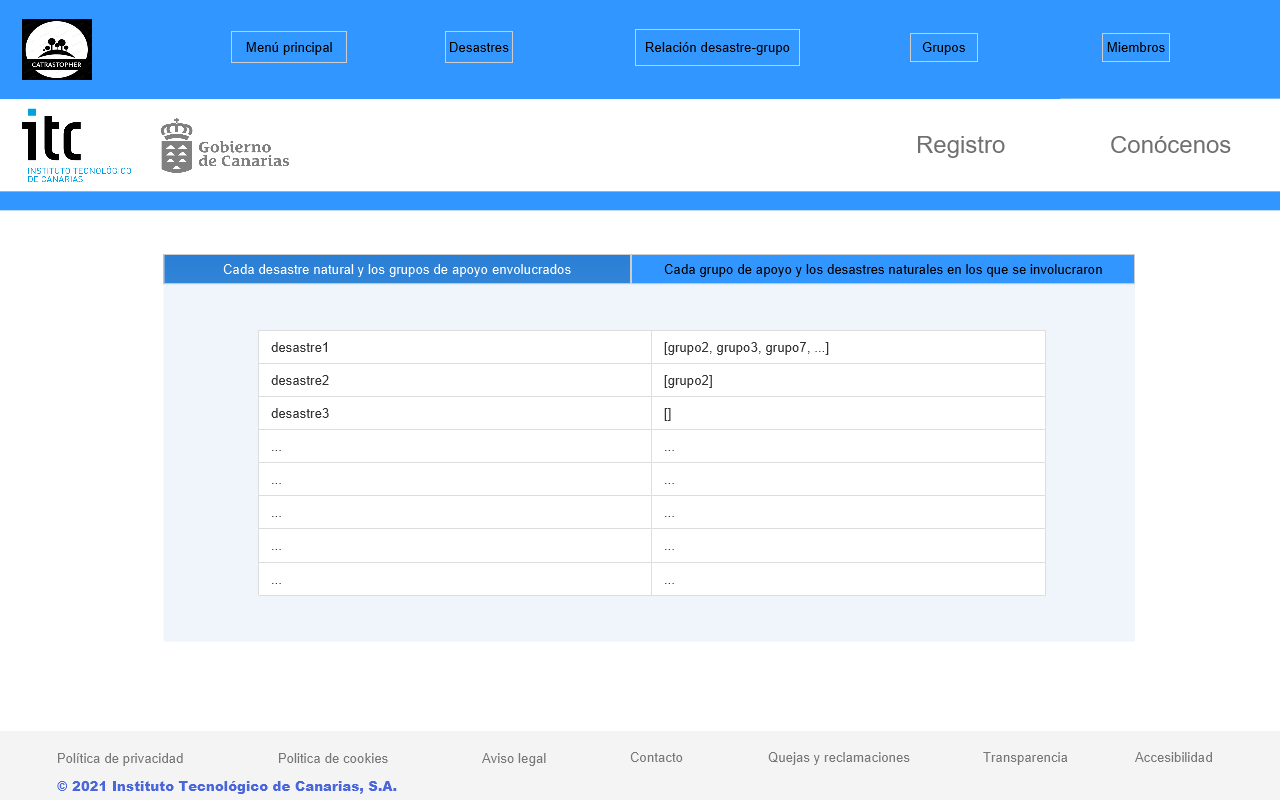 CATRASTOPHER
Menú principal
Desastres
Relación desastre-grupo
Grupos
Miembros
itc
INSTITUTO TECNOLÓGICO
DE CANARIAS
Gobierno
de Canarias
Registro
Conócenos
Cada desastre natural y los grupos de apoyo envolucrados
Cada grupo de apoyo y los desastres naturales en los que se involucraron
desastre1
[grupo2, grupo3, grupo7, ...]
desastre2
[grupo2]
desastre3
[]
...
...
...
...
...
...
...
...
...
...
Política de privacidad
Politica de cookies
Aviso legal
Contacto
Quejas y reclamaciones
Transparencia
Accesibilidad
© 2021 Instituto Tecnológico de Canarias, S.A.